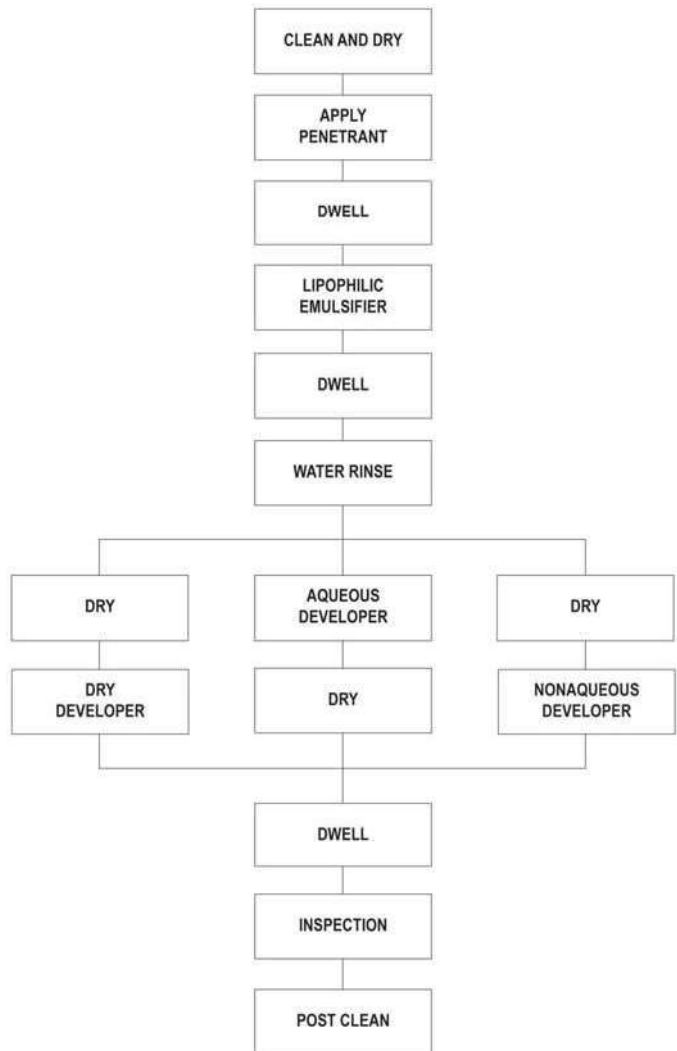 CLEAN AND DRY
APPLY
PENETRANT
DWELL
LIPOPHILIC
EMULSIFIER
DWELL
WATER RINSE
DRY
AQUEOUS
DEVELOPER
DRY
DRY
DEVELOPER
DRY
NONAQUEOUS
DEVELOPER
DWELL
INSPECTION
POST CLEAN